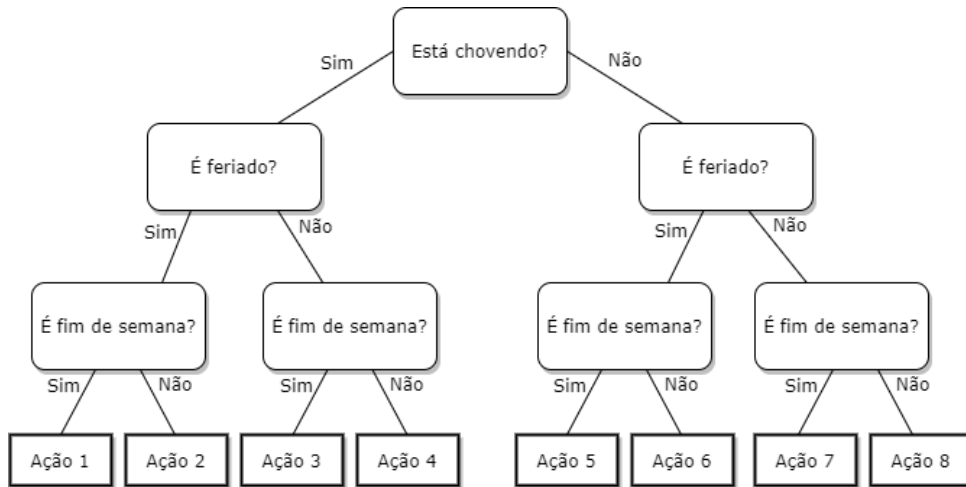 Está chovendo?
Sim
Não
É feriado?
É feriado?
Sim
Não
Sim
Não
É fim de semana?
É fim de semana?
É fim de semana?
É fim de semana?
Sim
Não
Sim
Não
Sim
Não
Sim
Não
Ação 1
Ação 2
Ação 3
Ação 4
Ação 5
Ação 6
Ação 7
Ação 8